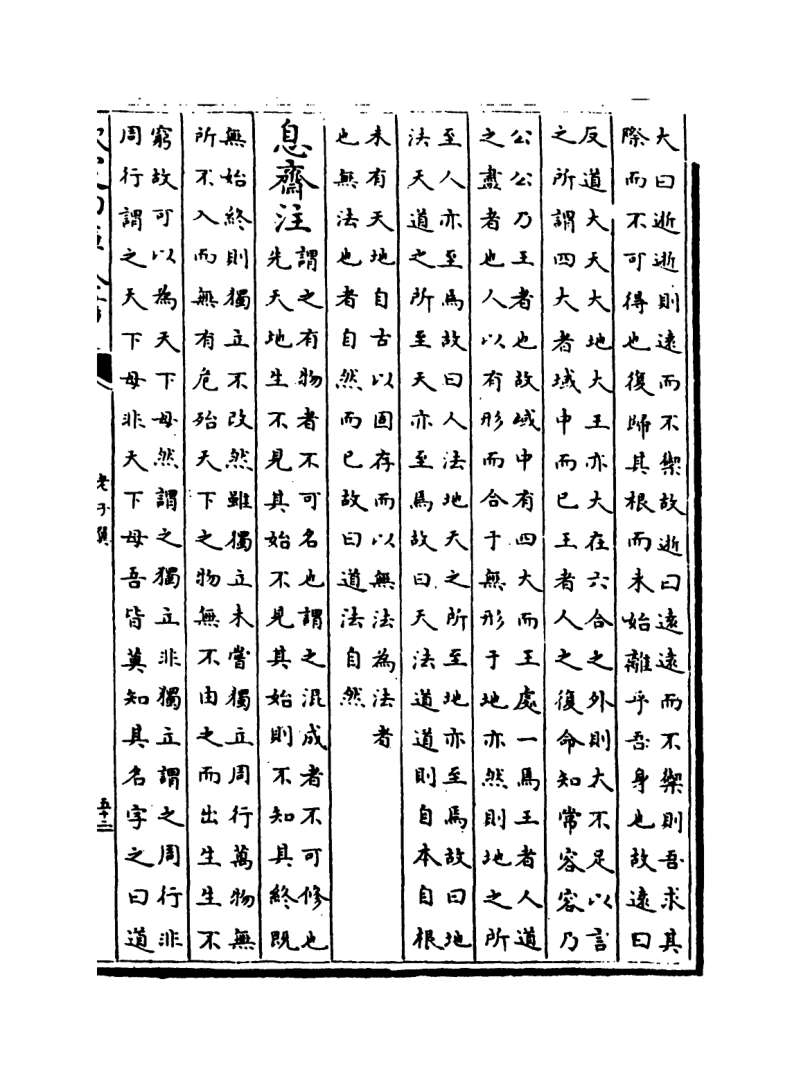 大曰逝逝則遠而不禦故逝曰遠遠而不禦則吾求其
際而不可得也復歸其根而未始離乎吾身也故遠曰
反道大天大地大王亦大在六合之外則大不足以言
之所謂四大者域中而已王者人之復命知常容容乃
公公乃王者也故域中有四大而王處一焉王者人道
之盡者也人以有形而合于無形于地亦然則地之所
至人亦至焉故曰人法地天之所至地亦至焉故曰地
法天道之所至天亦至焉故曰天法道道則自本自根
未有天地自古以固存而以無法為法者
也無法也者自然而已故曰道法自然
息齋注
謂之有物者不可名也謂之混成者不可修也
先天地生不見其始不見其始則不知其終既
無始終則獨立不改然雖獨立未嘗獨立周行萬物無
所不入而無有危殆天下之物無不由之而出生生不
窮故可以為天下母然謂之獨立非獨立謂之周行非
周行謂之天下母非天下母吾皆莫知其名字之曰道
老子翼
五十二